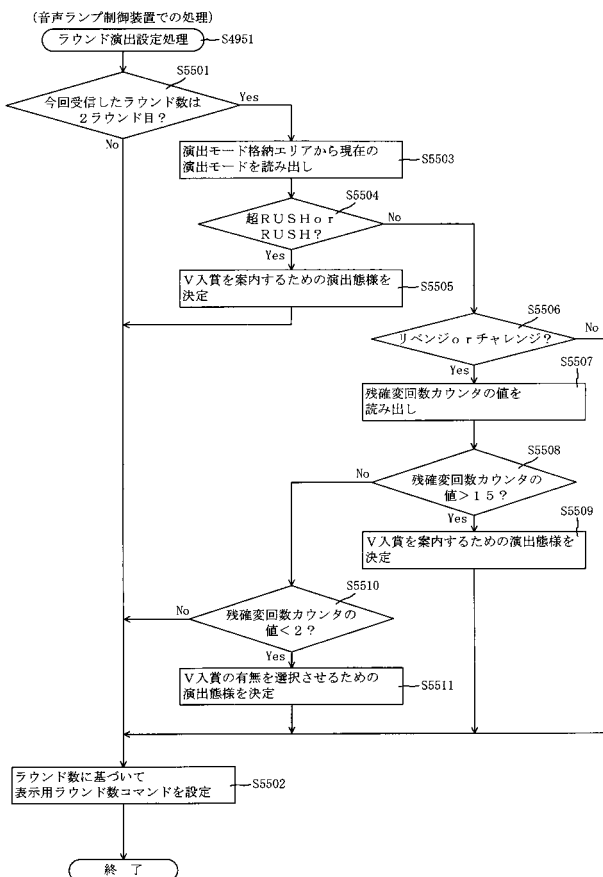 (音声ランプ制御装置での処理)
ラウンド演出設定処理
S4951
S5501
今回受信したラウンド数は
2ラウンド目?
Yes
No
演出モード格納エリアから現在の
演出モードを読み出し
S5503
S5504
超RUSHor
RUSH?
No
Yes
V入賞を案内するための演出態様を
決定
S5505
S5506
リベンジorチャレンジ?
No
Yes
S5507
残確変回数カウンタの値を
読み出し
S5508
No
残確変回数カウンタの
値>15?
Yes
S5509
V入賞を案内するための演出態様を
決定
S5510
No
残確変回数カウンタの
値<2?
Yes
V入賞の有無を選択させるための
演出態様を決定
S5511
ラウンド数に基づいて
表示用ラウンド数コマンドを設定
S5502
終 了